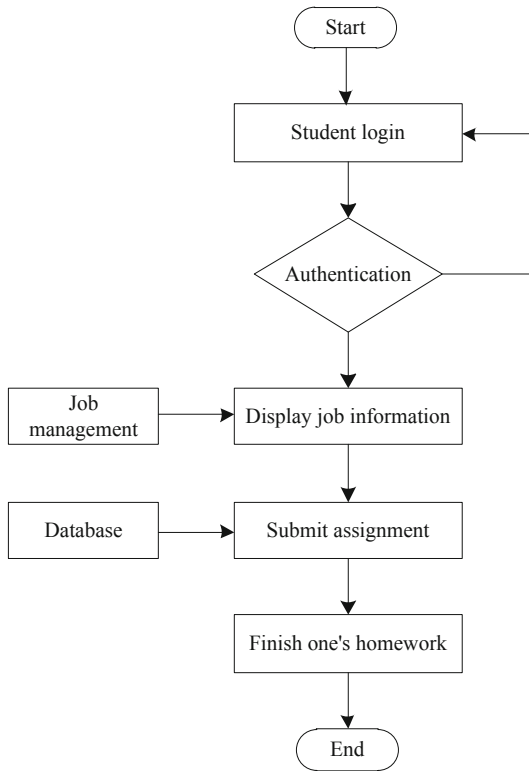 Start
Student login
Authentication
Job
management
Display job information
Database
Submit assignment
Finish one's homework
End